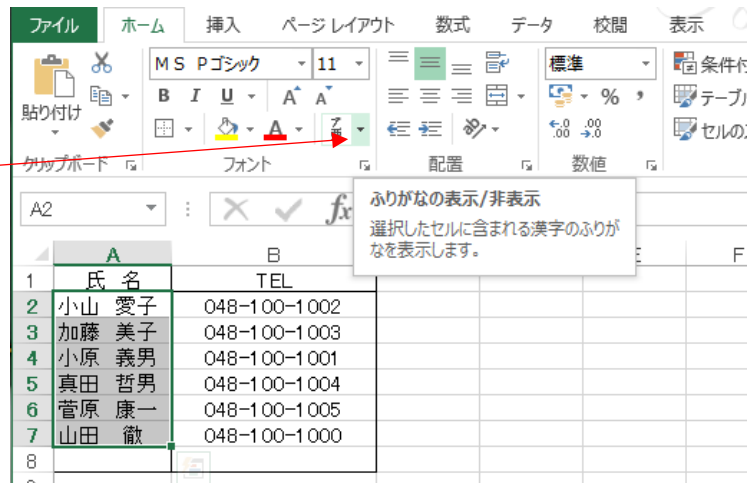 ファイル ホーム 挿入 ページ レイアウト 数式 データ 校閲 表示
MS Pゴシック 11 標準 条件付
貼り付け B I U A A % , テーブル
A ア亜 .00 .00 セルの
クリップボード フォント 配置 数値
A2 fx
ふりがなの表示/非表示
選択したセルに含まれる漢字のふりが
なを表示します。
A B F
1 氏 名 TEL
2 小山 愛子 048-100-1002
3 加藤 美子 048-100-1003
4 小原 義男 048-100-1001
5 真田 哲男 048-100-1004
6 菅原 康一 048-100-1005
7 山田 徹 048-100-1000
8